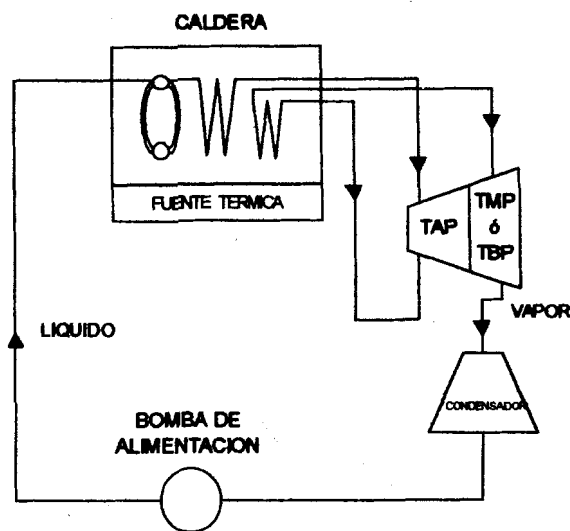 CALDERA
FUENTE TERMICA
TAP
TMP
ó
TBP
VAPOR
LIQUIDO
CONDENSADOR
BOMBA DE
ALIMENTACION